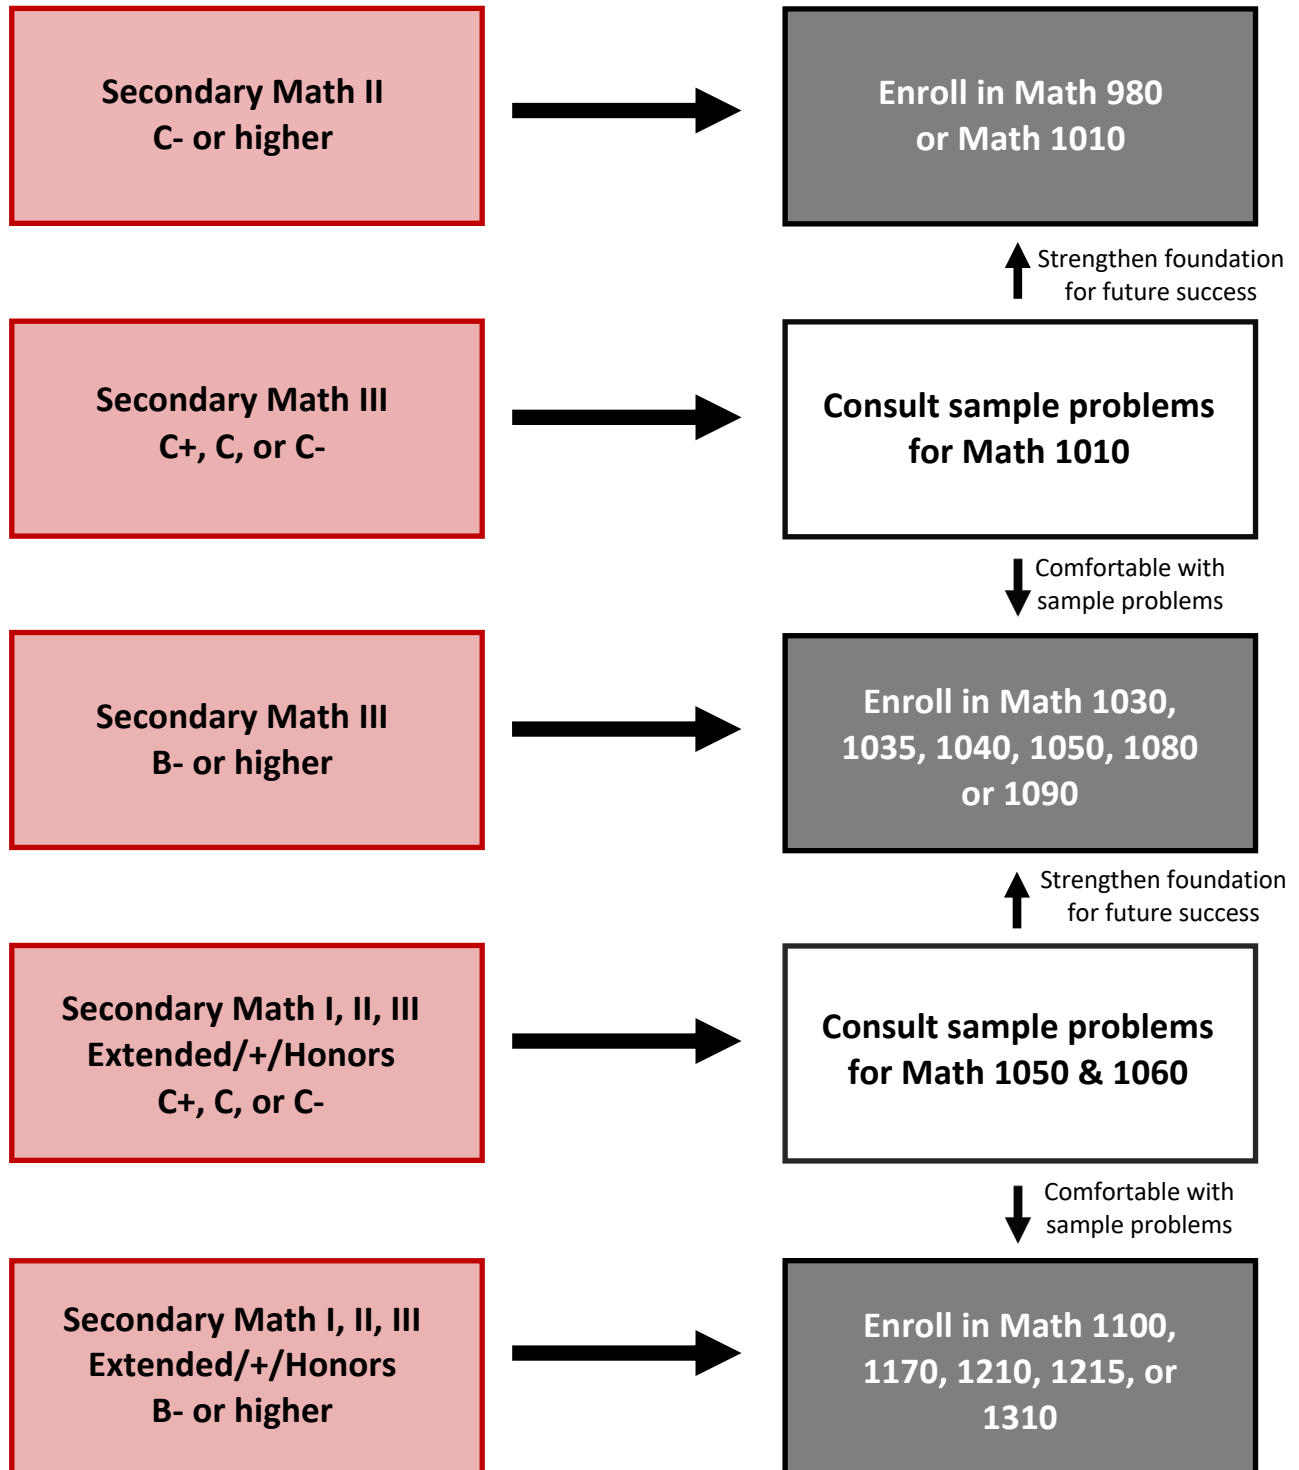 Secondary Math II
C- or higher
Enroll in Math 980
or Math 1010
Strengthen foundation
for future success
Secondary Math III
C+, C, or C-
Consult sample problems
for Math 1010
Comfortable with
sample problems
Secondary Math III
B- or higher
Enroll in Math 1030,
1035, 1040, 1050, 1080
or 1090
Strengthen foundation
for future success
Secondary Math I, II, III
Extended/+/Honors
C+, C, or C-
Consult sample problems
for Math 1050 & 1060
Comfortable with
sample problems
Secondary Math I, II, III
Extended/+/Honors
B- or higher
Enroll in Math 1100,
1170, 1210, 1215, or
1310